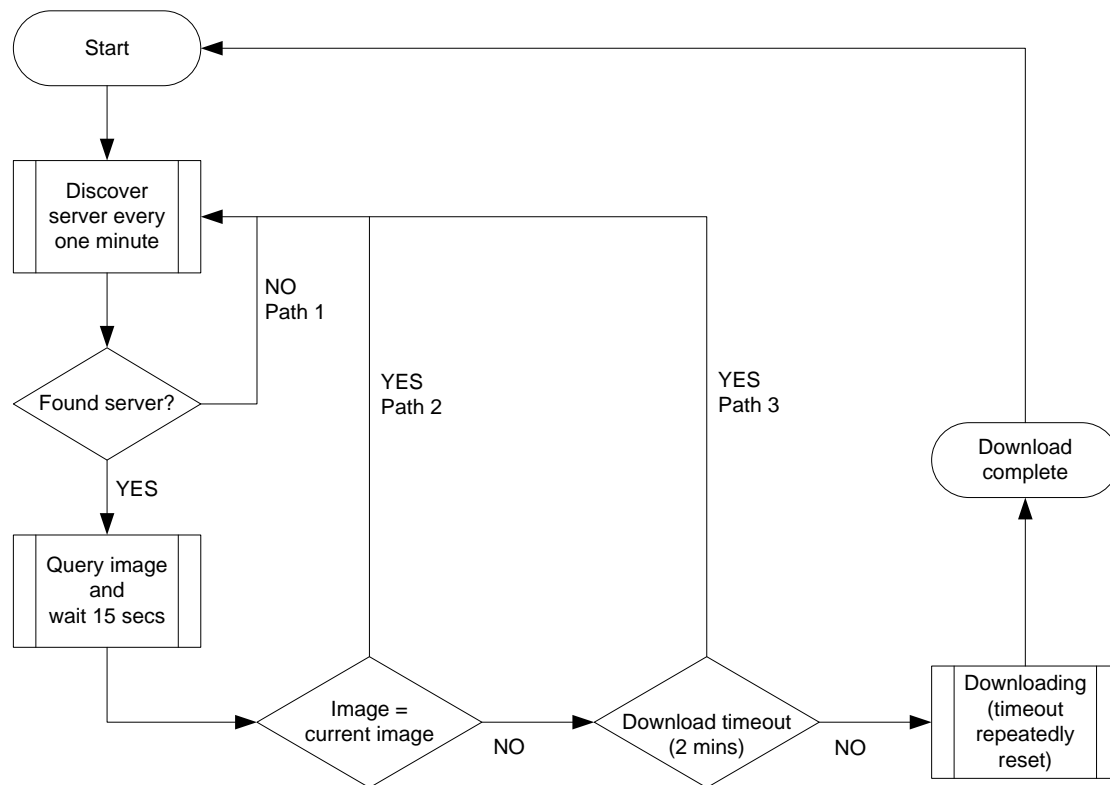 Start
Discover
server every
one minute
NO
Path 1
Found server?
YES
Path 2
YES
Path 3
Download
complete
YES
Query image
and
wait 15 secs
Image =
current image
NO
Download timeout
(2 mins)
NO
Downloading
(timeout
repeatedly
reset)